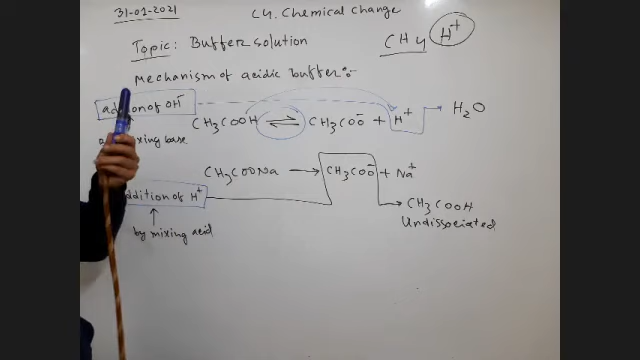 31-01-2021
C4. Chemical Change
Topic: Buffer solution
CH4 H⁺
Mechanism of acidic buffer:-
addition of OH⁻
H₂O
CH₃COOH ⇌ CH₃COO⁻ + H⁺
mixing base
CH₃COONa → CH₃COO⁻ + Na⁺
addition of H⁺
CH₃COOH
Undissociated
by mixing acid